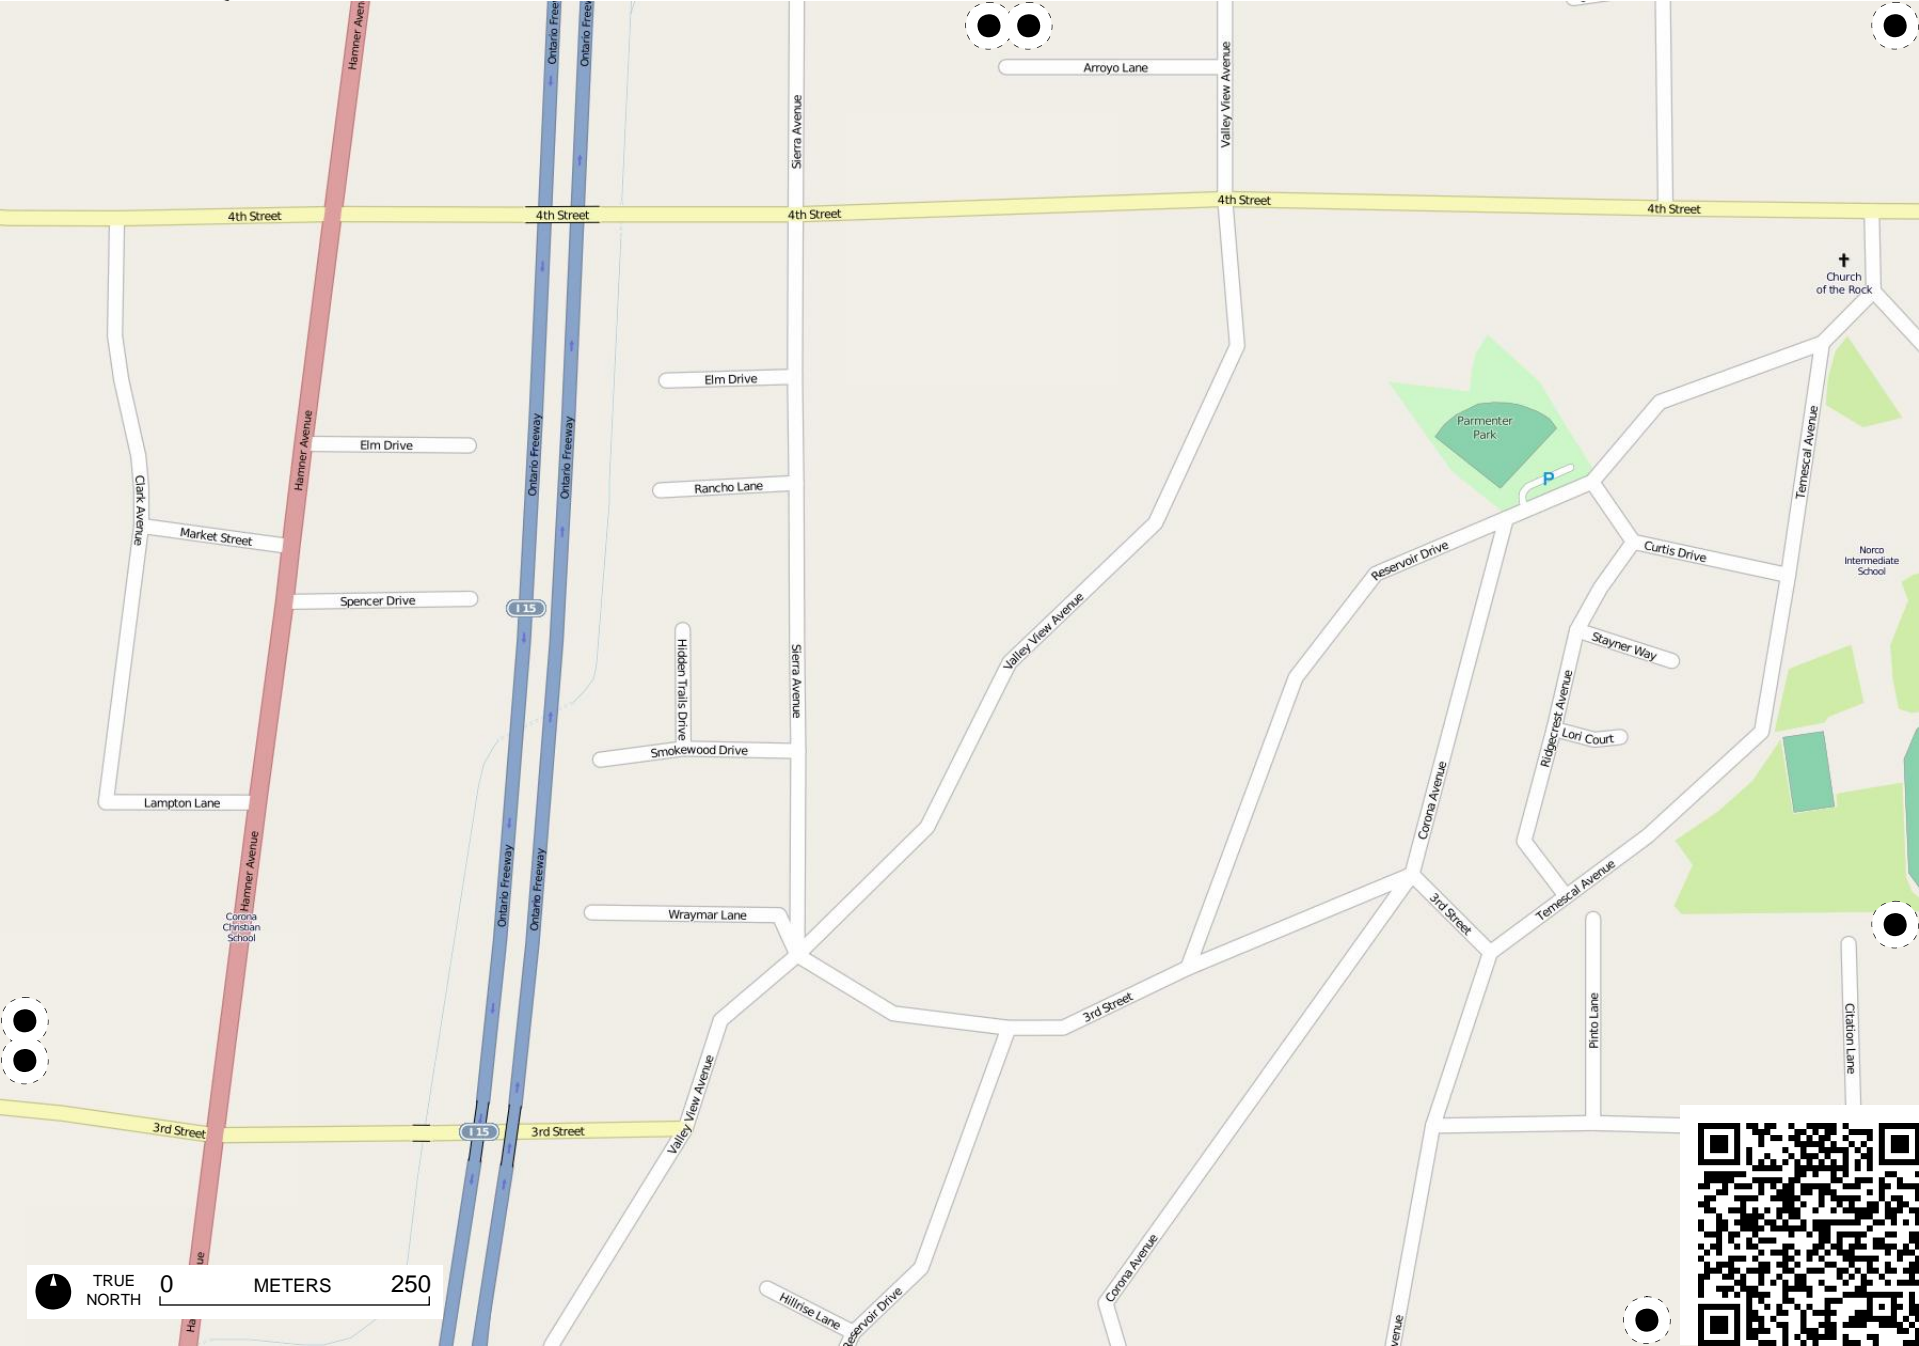 Hamner Avenue
Ontario Freeway
Ontario Freeway
Sierra Avenue
Arroyo Lane
Valley View Avenue
4th Street
4th Street
4th Street
4th Street
4th Street
Church
of the Rock
Elm Drive
Elm Drive
Hamner Avenue
Ontario Freeway
Ontario Freeway
Rancho Lane
Parmenter
Park
P
Temescal Avenue
Clark Avenue
Market Street
Reservoir Drive
Curtis Drive
Norco
Intermediate
School
Spencer Drive
I 15
Valley View Avenue
Hidden Trails Drive
Sierra Avenue
Stayner Way
Ridgecrest Avenue
Lori Court
Smokewood Drive
Lampton Lane
Corona Avenue
Hamner Avenue
Ontario Freeway
Ontario Freeway
Temescal Avenue
3rd Street
Wraymar Lane
Corona
Christian
School
3rd Street
Pinto Lane
Citation Lane
Valley View Avenue
3rd Street
I 15
3rd Street
Corona Avenue
Hillrise Lane
Reservoir Drive
TRUE
NORTH
0 METERS 250